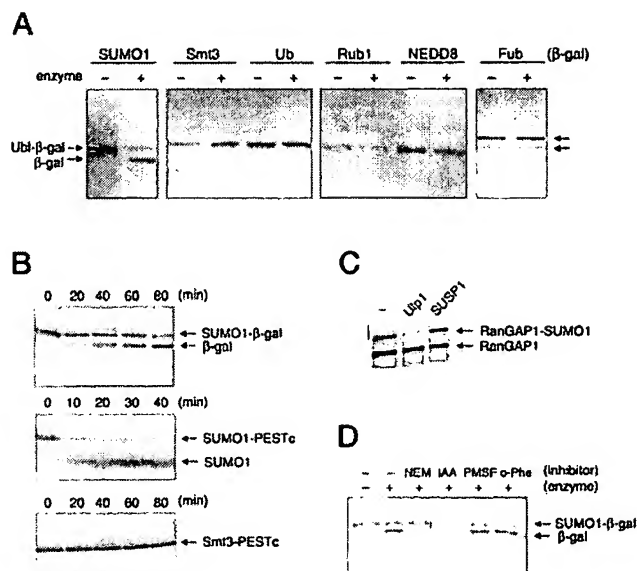 A
SUMO1 Smt3 Ub Rub1 NEDD8 Fub (β-gal)
enzyme - + - + - + - + - + - +
Ubl-β-gal
β-gal
B
0 20 40 60 80 (min)
SUMO1-β-gal
β-gal
0 10 20 30 40 (min)
SUMO1-PESTc
SUMO1
0 20 40 60 80 (min)
Smt3-PESTc
C
- Ulp1 SUSP1
RanGAP1-SUMO1
RanGAP1
D
- - NEM IAA PMSF o-Phe (inhibitor)
- + + + + + (enzyme)
SUMO1-β-gal
β-gal